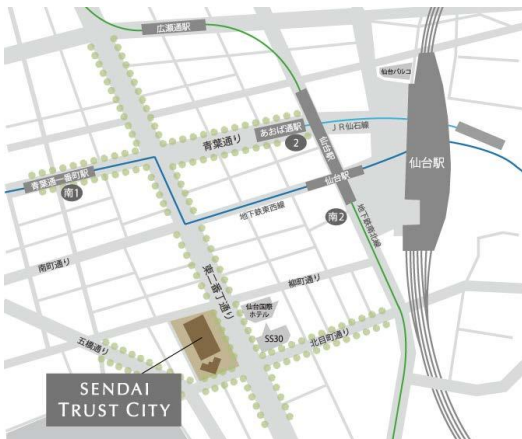 広瀬通駅
仙台パルコ
あおば通駅
JR仙石線
青葉通り
2
仙台駅
仙台駅
青葉通一番町駅
南1
仙台駅
地下鉄東西線
南2
地下鉄南北線
南町通り
東二番丁通り
柳町通り
仙台国際
ホテル
SS30
北目町通り
五橋通り
SENDAI
TRUST CITY